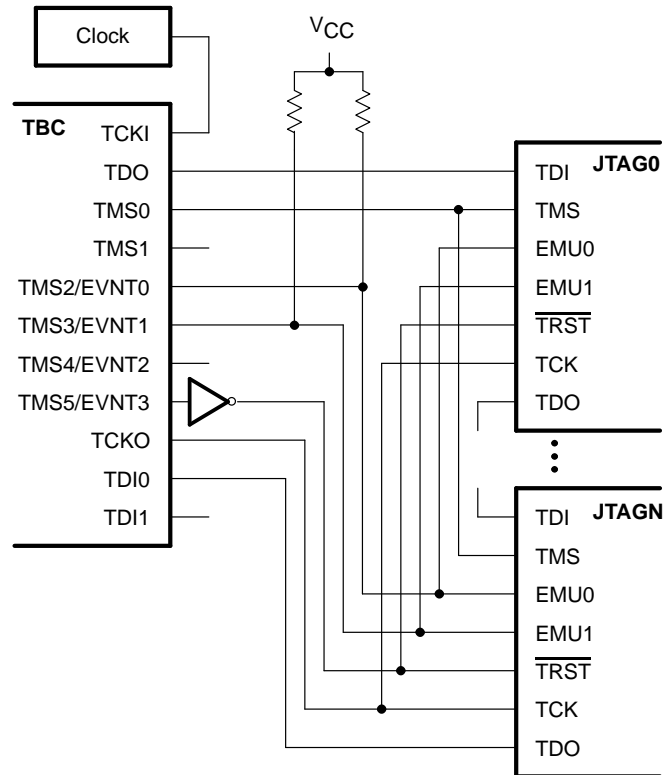 Clock
VCC
TBC
TCKI
TDO
TMS0
TMS1
TMS2/EVNT0
TMS3/EVNT1
TMS4/EVNT2
TMS5/EVNT3
TCKO
TDI0
TDI1
JTAG0
TDI
TMS
EMU0
EMU1
TRST
TCK
TDO
JTAGN
TDI
TMS
EMU0
EMU1
TRST
TCK
TDO